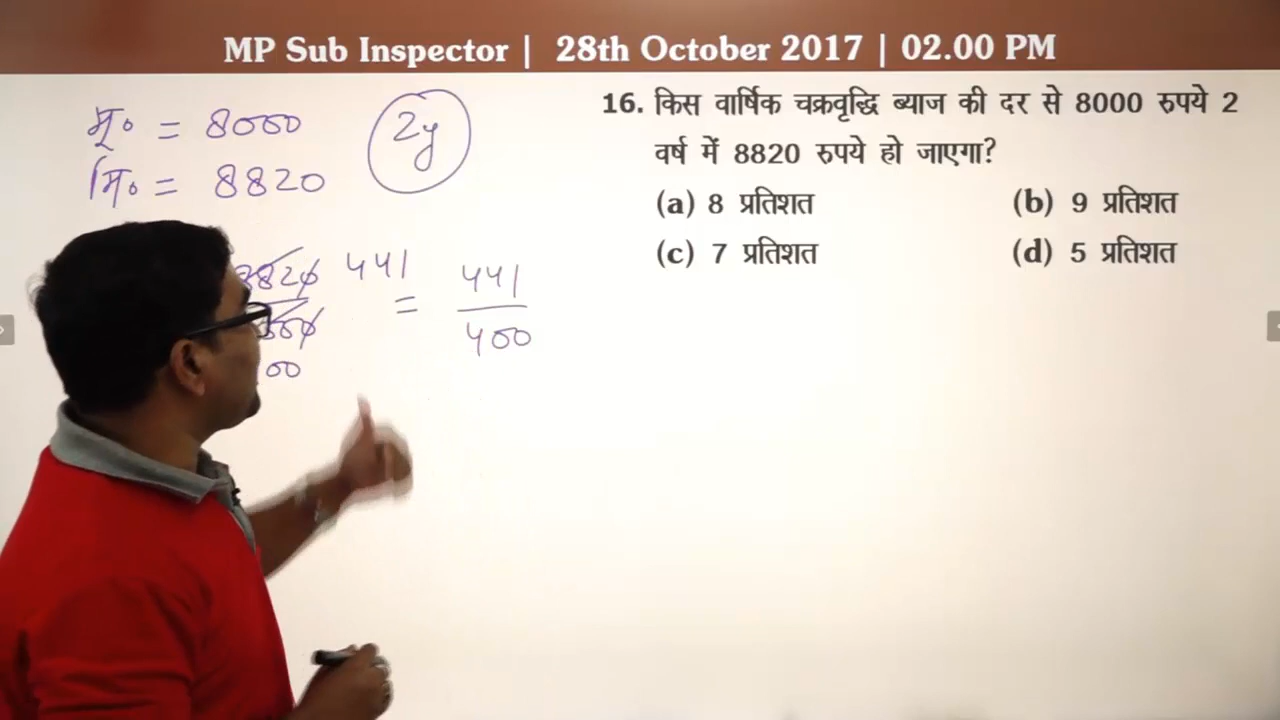 MP Sub Inspector | 28th October 2017 | 02.00 PM
मू० = 8000
मि० = 8820
2y
8820 441
= 441
400
00
16. किस वार्षिक चक्रवृद्धि ब्याज की दर से 8000 रुपये 2
वर्ष में 8820 रुपये हो जाएगा?
(a) 8 प्रतिशत (b) 9 प्रतिशत
(c) 7 प्रतिशत (d) 5 प्रतिशत